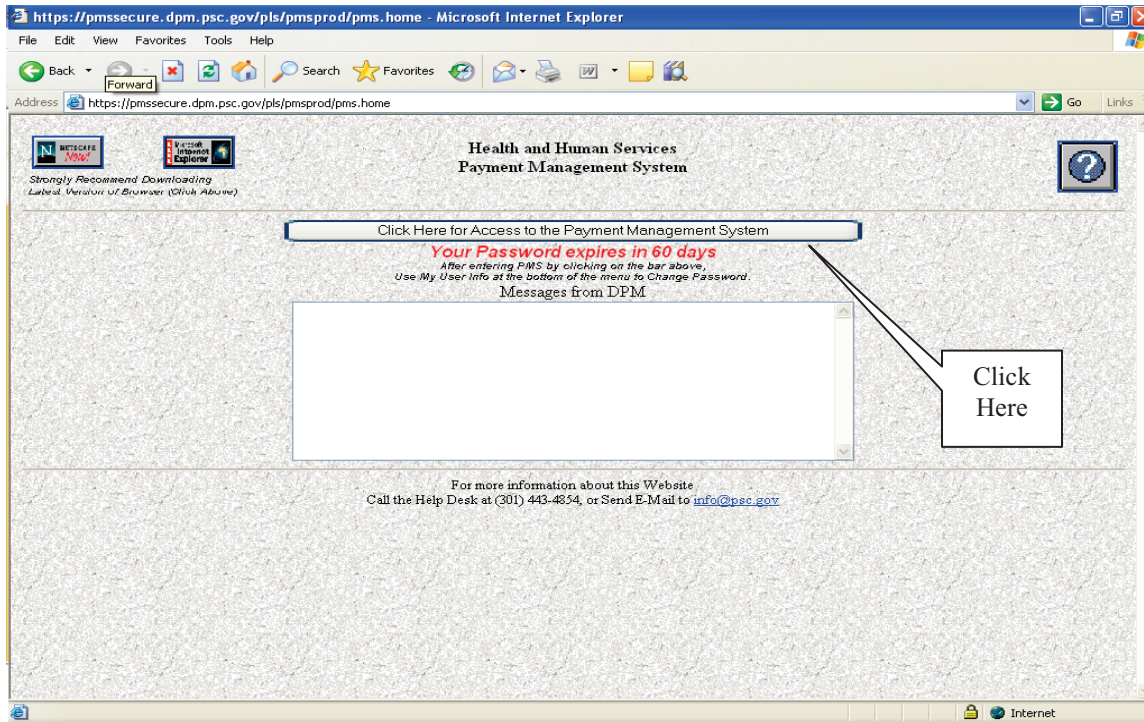 https://pmssecure.dpm.psc.gov/pls/pmsprod/pms.home - Microsoft Internet Explorer
File Edit View Favorites Tools Help
Back Search Favorites
Forward
Address https://pmssecure.dpm.psc.gov/pls/pmsprod/pms.home Go Links
NETSCAPE Now!
Microsoft Internet Explorer
Strongly Recommend Downloading
Latest Version of Browser (Click Above)
Health and Human Services
Payment Management System
Click Here for Access to the Payment Management System
Your Password expires in 60 days
After entering PMS by clicking on the bar above,
Use My User Info at the bottom of the menu to Change Password.
Messages from DPM
Click
Here
For more information about this Website
Call the Help Desk at (301) 443-4854, or Send E-Mail to info@psc.gov
Internet